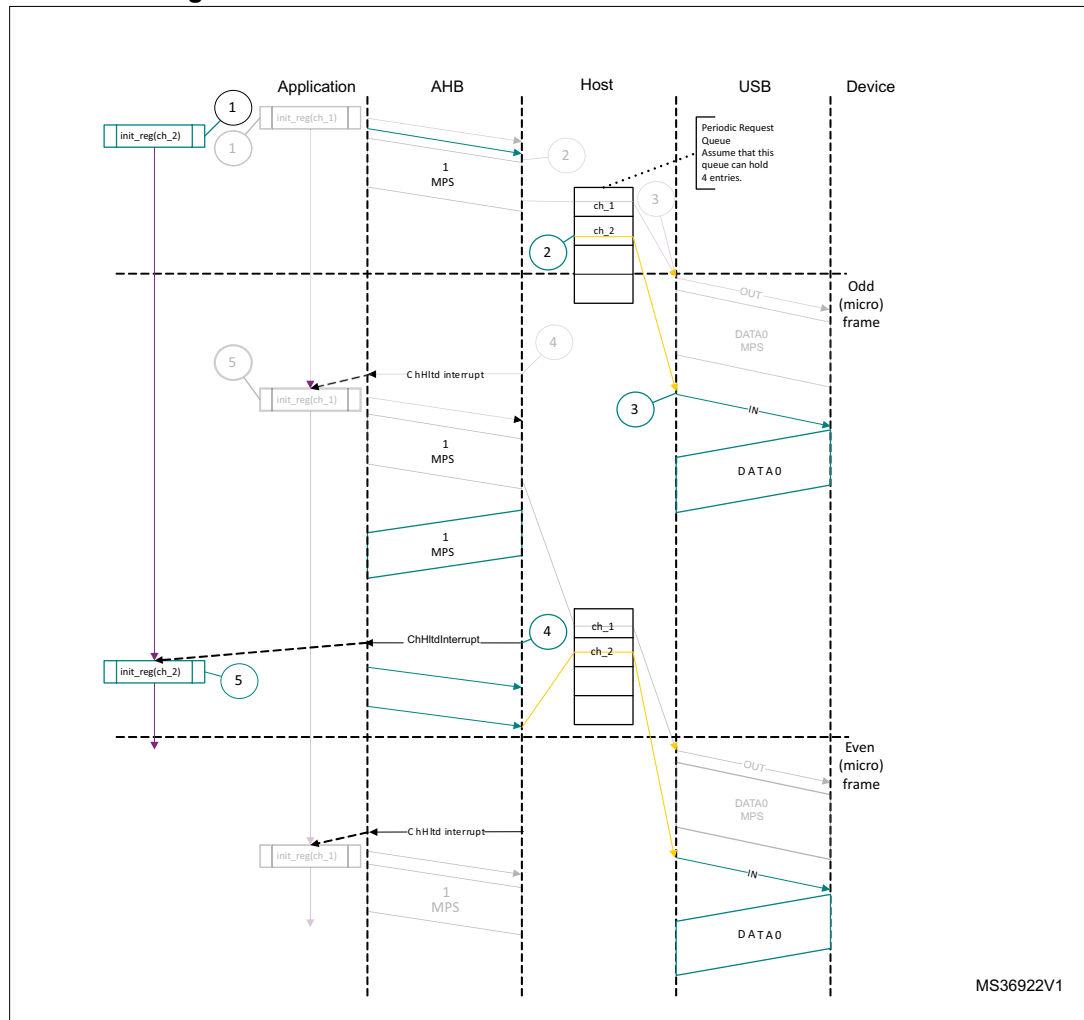 Application
AHB
Host
USB
Device
1
init_reg(ch_1)
init_reg(ch_2)
1
Periodic Request
Queue
Assume that this
queue can hold
4 entries.
2
1
MPS
3
ch_1
ch_2
2
Odd
(micro)
frame
OUT
DATA0
MPS
4
5
ChHltd interrupt
init_reg(ch_1)
3
IN
1
MPS
DATA0
1
MPS
ch_1
4
ChHltdInterrupt
ch_2
init_reg(ch_2)
5
Even
(micro)
frame
OUT
DATA0
MPS
ChHltd interrupt
init_reg(ch_1)
IN
1
MPS
DATA0
MS36922V1